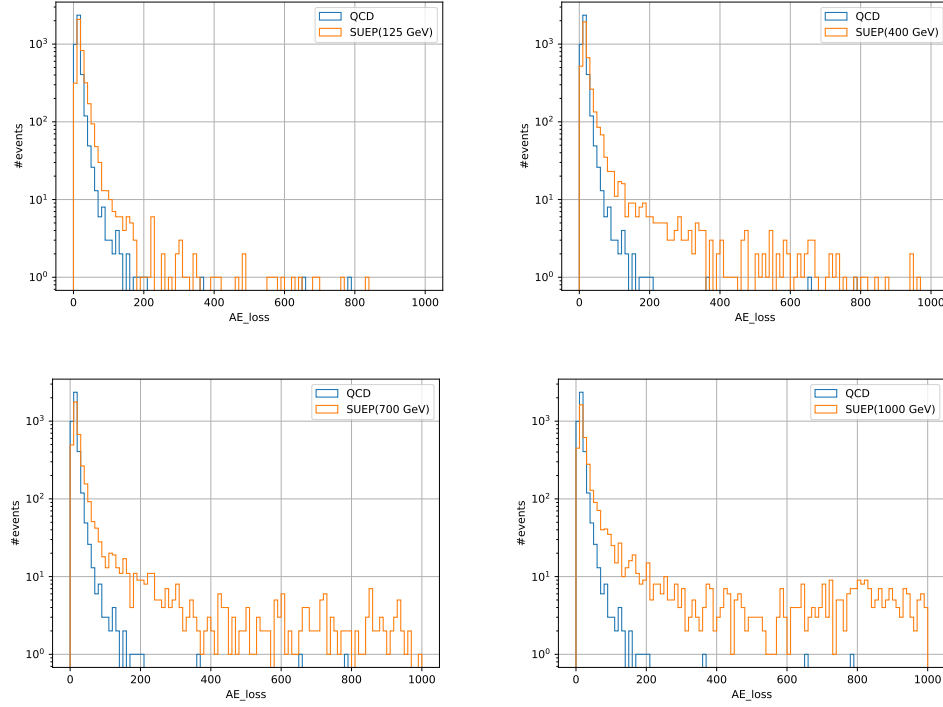 QCD
SUEP(125 GeV)
10³
10²
10¹
10⁰
#events
0 200 400 600 800 1000
AE_loss
QCD
SUEP(400 GeV)
10³
10²
10¹
10⁰
#events
0 200 400 600 800 1000
AE_loss
QCD
SUEP(700 GeV)
10³
10²
10¹
10⁰
#events
0 200 400 600 800 1000
AE_loss
QCD
SUEP(1000 GeV)
10³
10²
10¹
10⁰
#events
0 200 400 600 800 1000
AE_loss